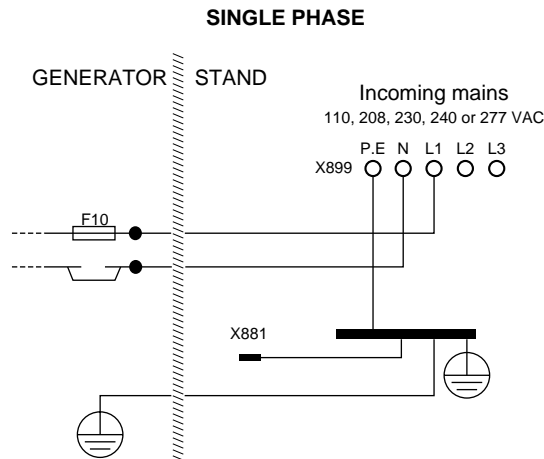 SINGLE PHASE
GENERATOR STAND
Incoming mains
110, 208, 230, 240 or 277 VAC
P.E N L1 L2 L3
X899
F10
X881